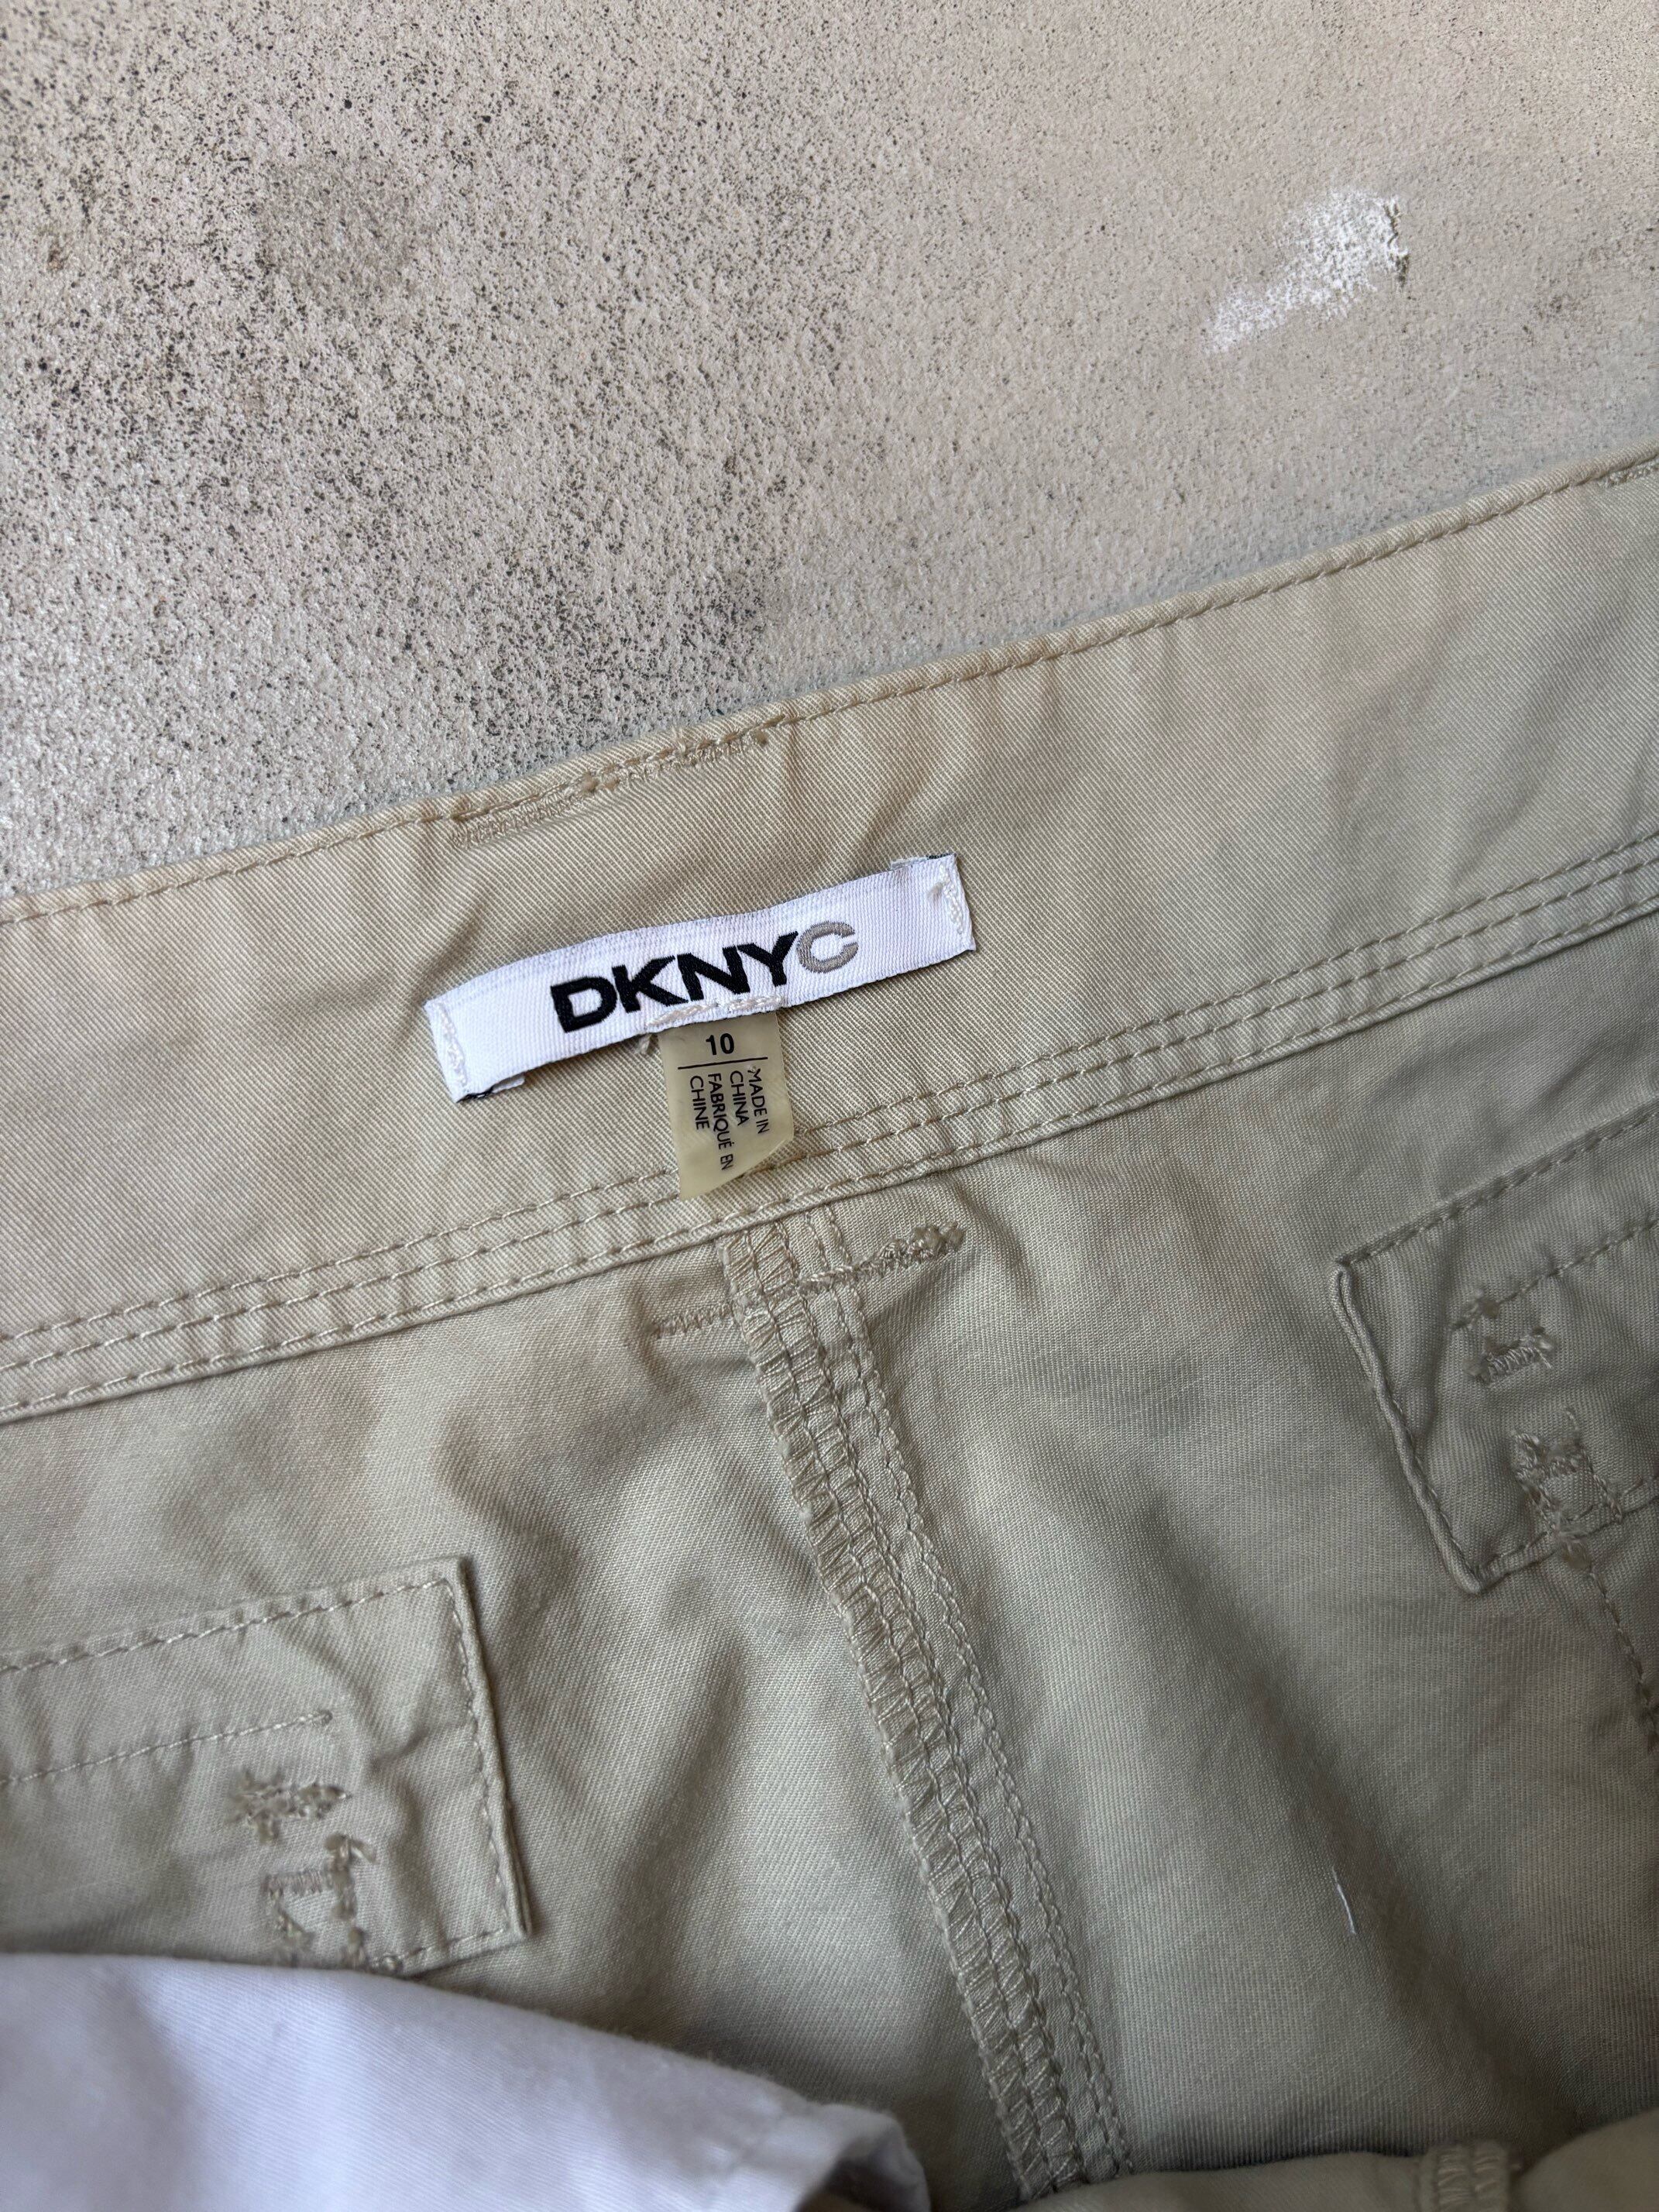 DKNYC
10
MADE IN
CHINA
FABRIQUÉ EN
CHINE